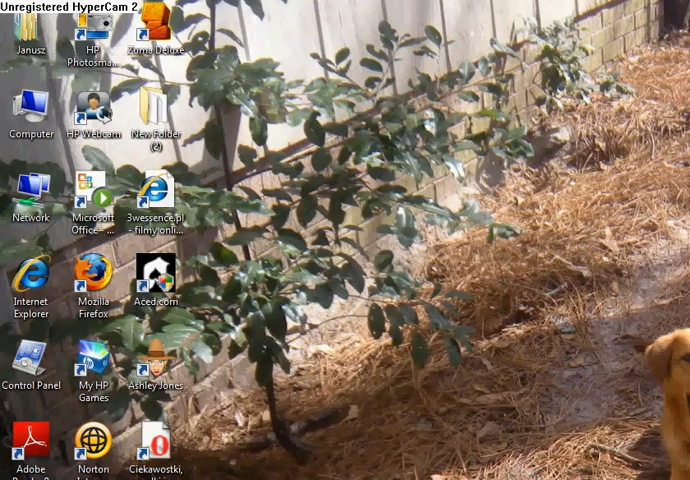 Unregistered HyperCam 2
Janusz
HP
Photosma...
Zuma Deluxe
Computer
HP Webcam
New Folder
(2)
Network
Microsoft
Office - ...
3wessence.pl
- filmy onli...
Internet
Explorer
Mozilla
Firefox
Aced.com
Control Panel
My HP
Games
Ashley Jones
Adobe
Norton
Ciekawostki,